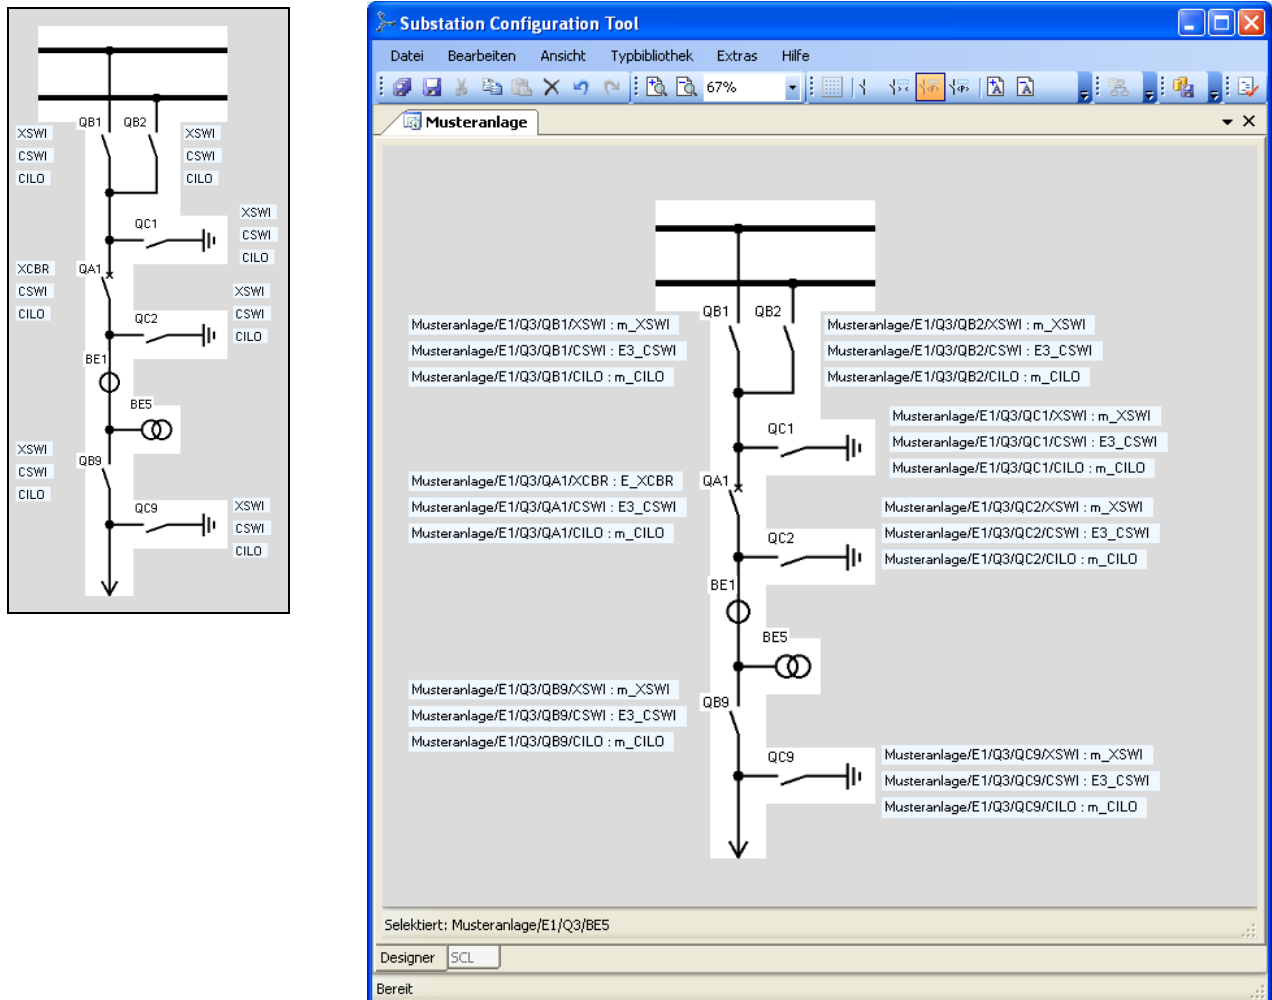 QB1
QB2
XSWI
CSWI
CILO
XSWI
CSWI
CILO
QC1
XSWI
CSWI
CILO
XCBR
CSWI
CILO
QA1
QC2
XSWI
CSWI
CILO
BE1
BE5
XSWI
CSWI
CILO
QB9
QC9
XSWI
CSWI
CILO
Substation Configuration Tool
Datei Bearbeiten Ansicht Typbibliothek Extras Hilfe
67%
Musteranlage
QB1
QB2
Musteranlage/E1/Q3/QB1/XSWI : m_XSWI
Musteranlage/E1/Q3/QB1/CSWI : E3_CSWI
Musteranlage/E1/Q3/QB1/CILO : m_CILO
Musteranlage/E1/Q3/QB2/XSWI : m_XSWI
Musteranlage/E1/Q3/QB2/CSWI : E3_CSWI
Musteranlage/E1/Q3/QB2/CILO : m_CILO
QC1
Musteranlage/E1/Q3/QC1/XSWI : m_XSWI
Musteranlage/E1/Q3/QC1/CSWI : E3_CSWI
Musteranlage/E1/Q3/QC1/CILO : m_CILO
Musteranlage/E1/Q3/QA1/XCBR : E_XCBR
Musteranlage/E1/Q3/QA1/CSWI : E3_CSWI
Musteranlage/E1/Q3/QA1/CILO : m_CILO
QA1
QC2
Musteranlage/E1/Q3/QC2/XSWI : m_XSWI
Musteranlage/E1/Q3/QC2/CSWI : E3_CSWI
Musteranlage/E1/Q3/QC2/CILO : m_CILO
BE1
BE5
Musteranlage/E1/Q3/QB9/XSWI : m_XSWI
Musteranlage/E1/Q3/QB9/CSWI : E3_CSWI
Musteranlage/E1/Q3/QB9/CILO : m_CILO
QB9
QC9
Musteranlage/E1/Q3/QC9/XSWI : m_XSWI
Musteranlage/E1/Q3/QC9/CSWI : E3_CSWI
Musteranlage/E1/Q3/QC9/CILO : m_CILO
Selektiert: Musteranlage/E1/Q3/BE5
Designer SCL
Bereit